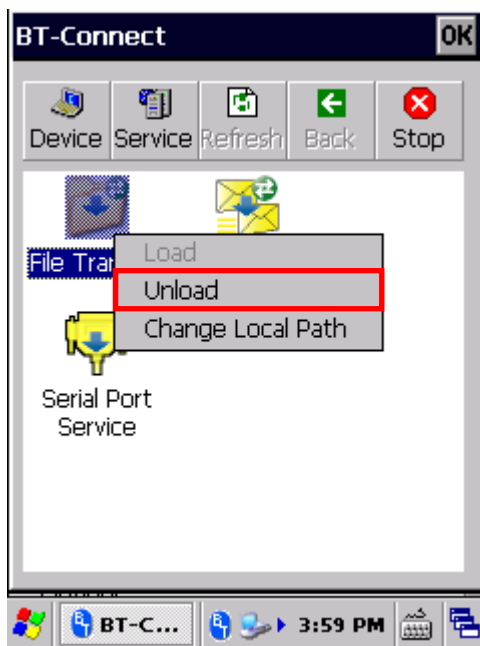 BT-Connect OK
Device Service Refresh Back Stop
File Tra
Load
Unload
Change Local Path
Serial Port
Service
BT-C... 3:59 PM